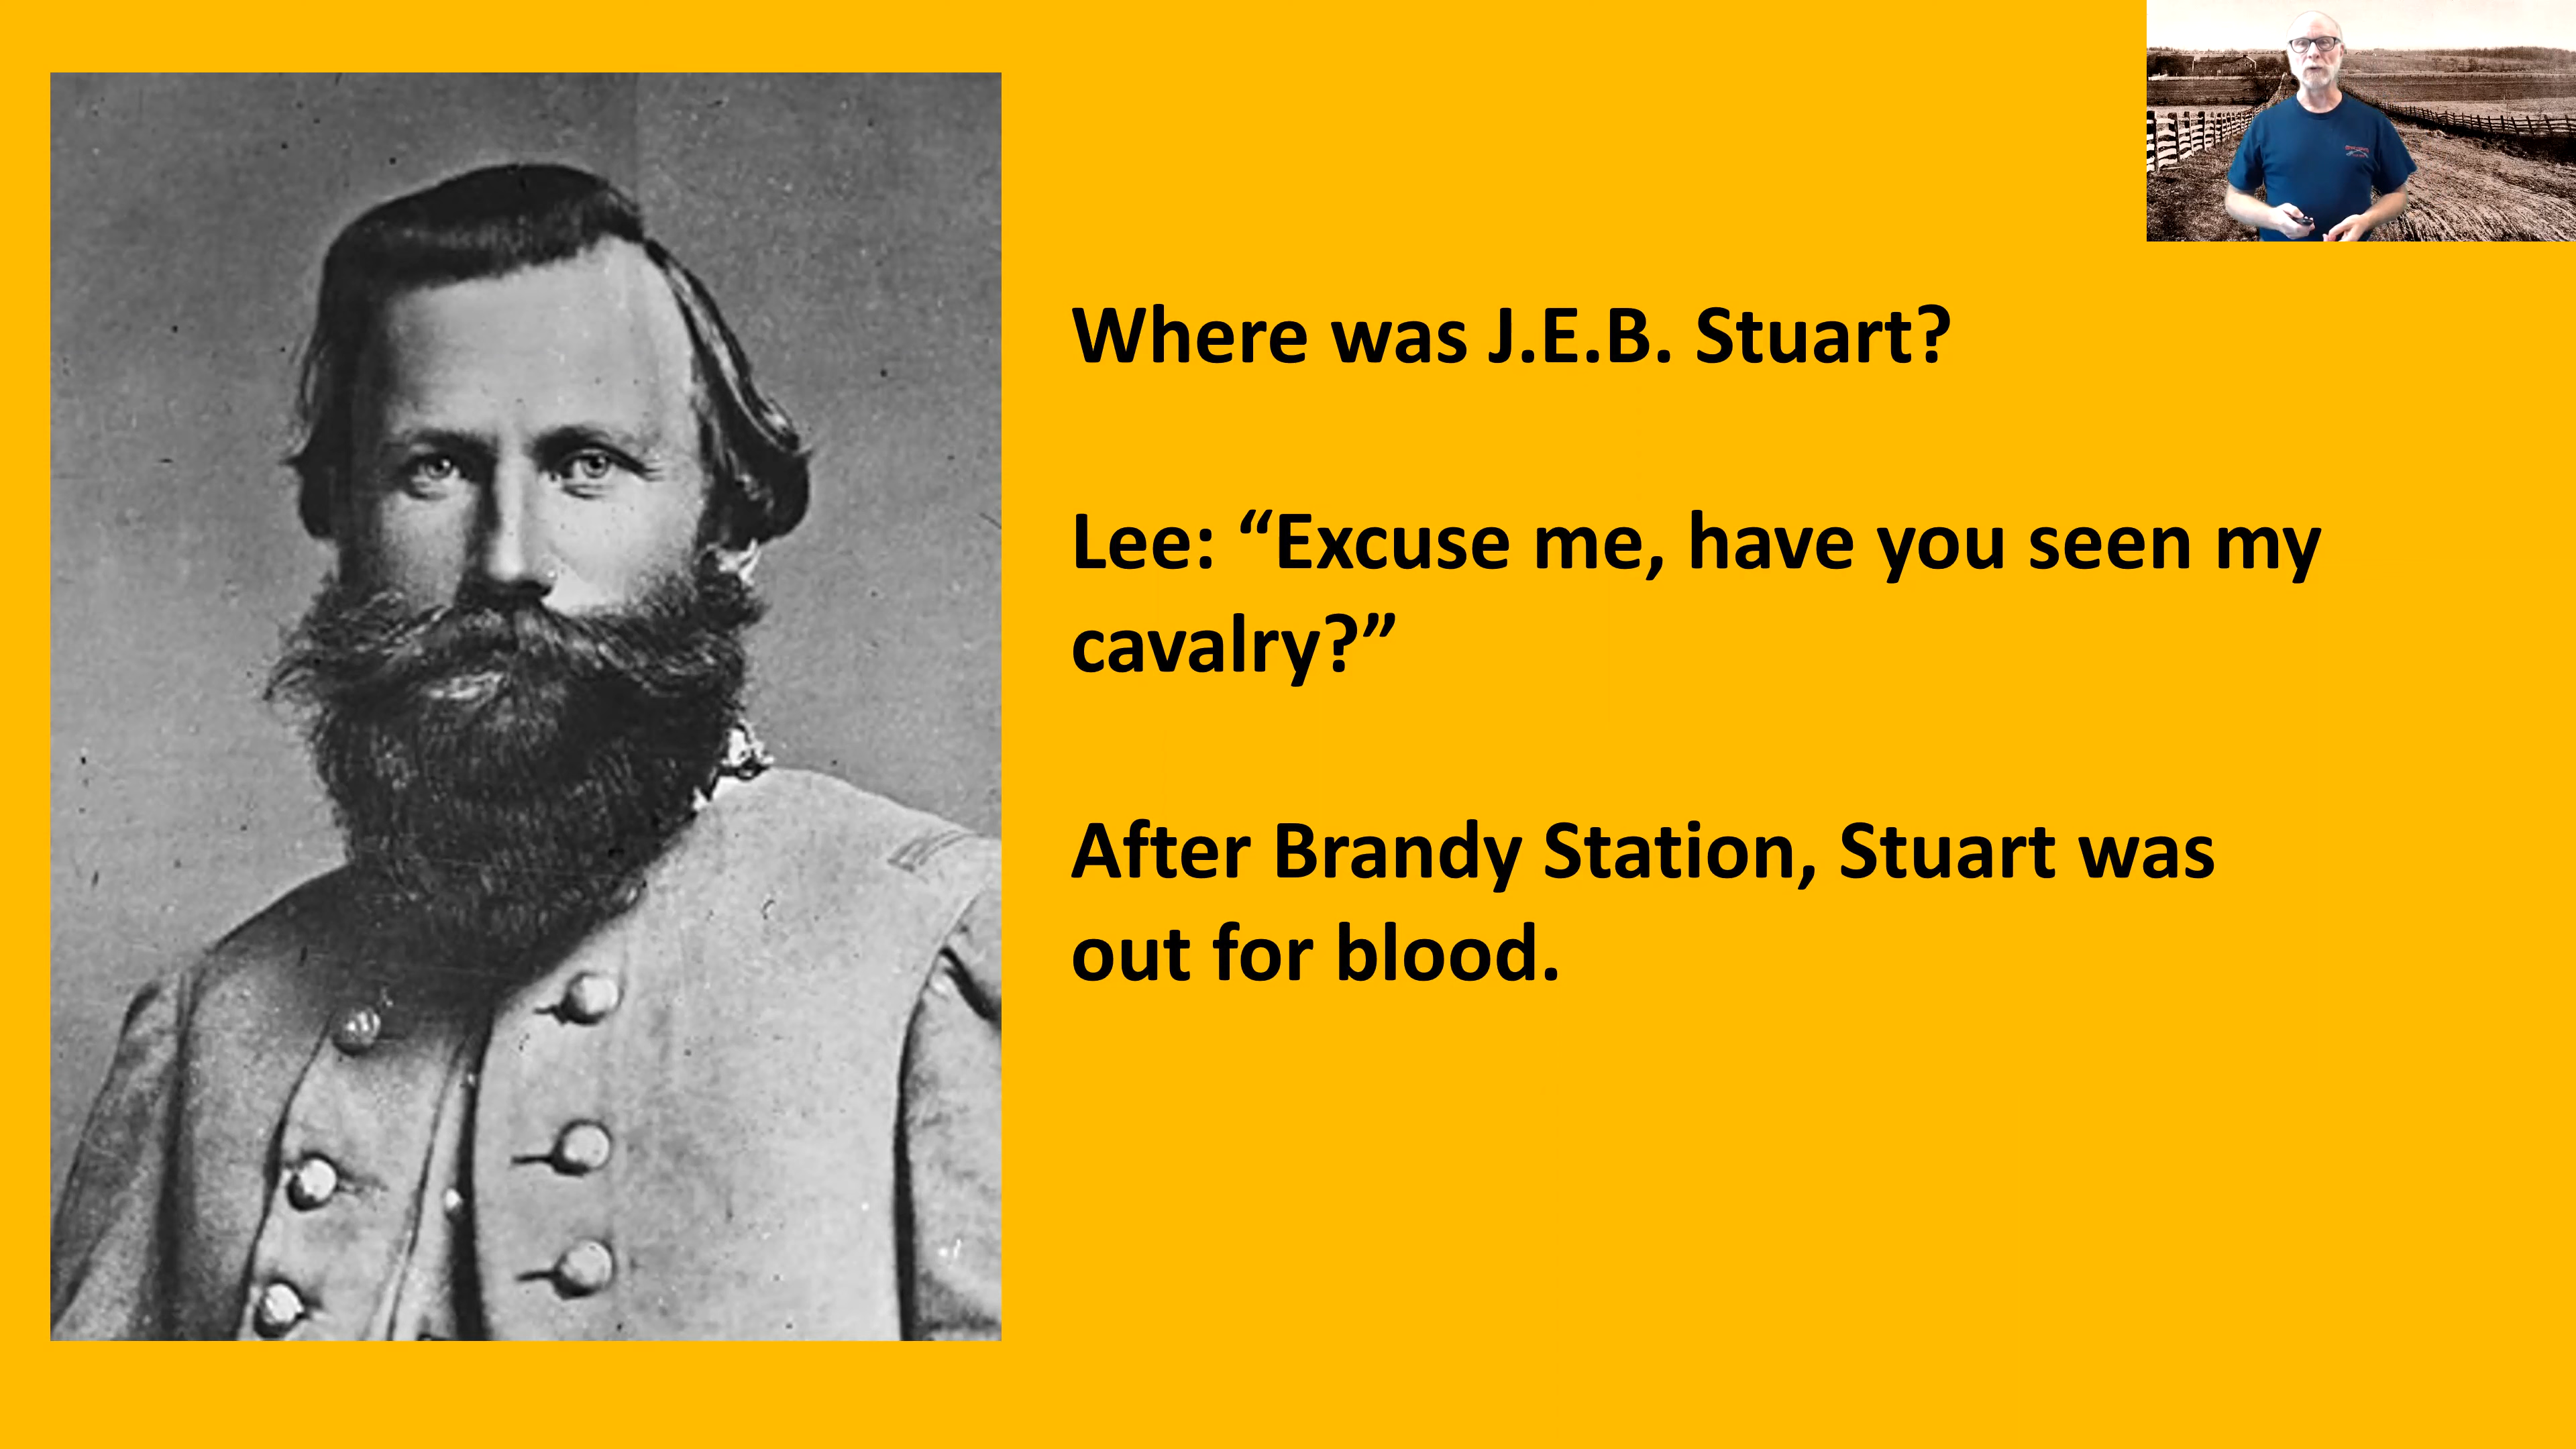 Where was J.E.B. Stuart?
Lee: “Excuse me, have you seen my
cavalry?”
After Brandy Station, Stuart was
out for blood.